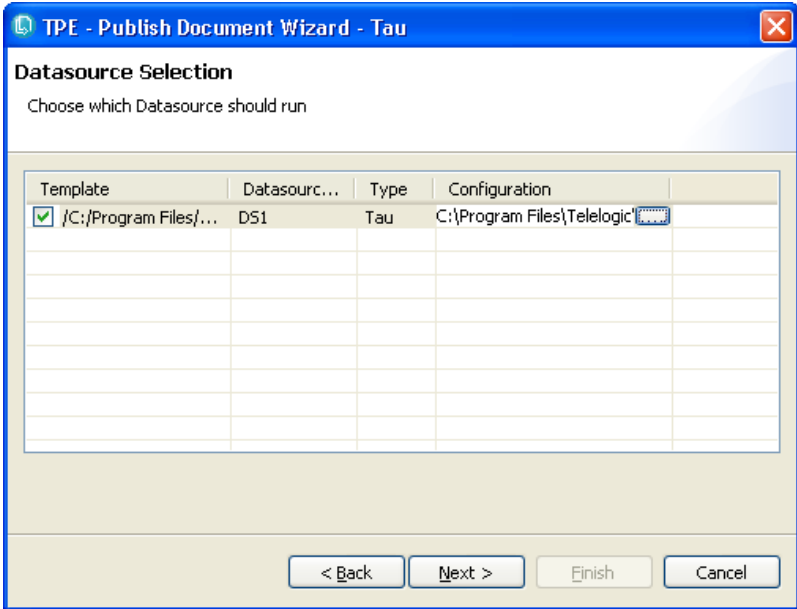 TPE - Publish Document Wizard - Tau
Datasource Selection
Choose which Datasource should run
Template Datasourc... Type Configuration
/C:/Program Files/... DS1 Tau C:\Program Files\Telelogic' ...
< Back Next > Finish Cancel